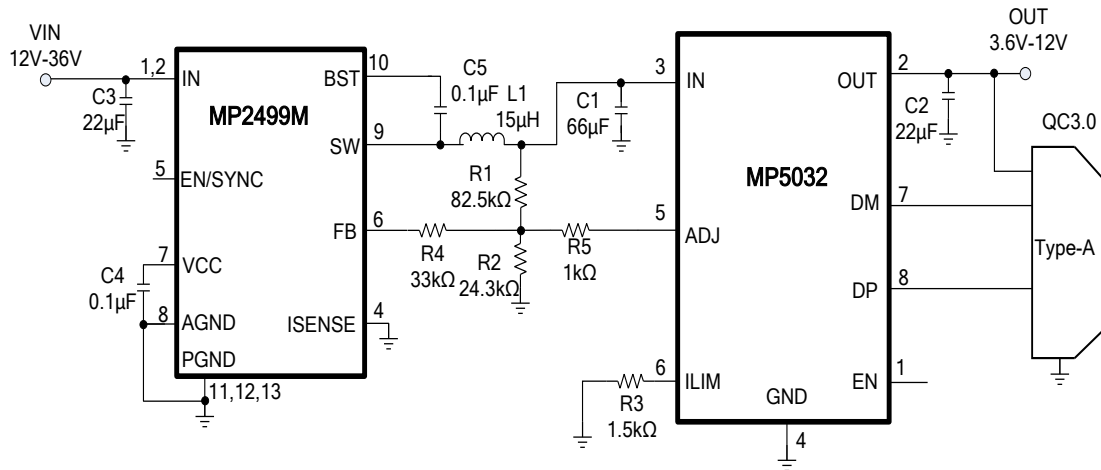 VIN
12V-36V
1,2
IN
C3
22µF
MP2499M
BST
10
C5
0.1µF
L1
15µH
SW
9
5
EN/SYNC
R1
82.5kΩ
FB
6
R4
33kΩ
R2
24.3kΩ
R5
1kΩ
7
VCC
C4
0.1µF
8
AGND
ISENSE
4
PGND
11,12,13
3
IN
C1
66µF
MP5032
OUT
2
C2
22µF
OUT
3.6V-12V
QC3.0
5
ADJ
DM
7
Type-A
DP
8
6
ILIM
R3
1.5kΩ
EN
1
GND
4